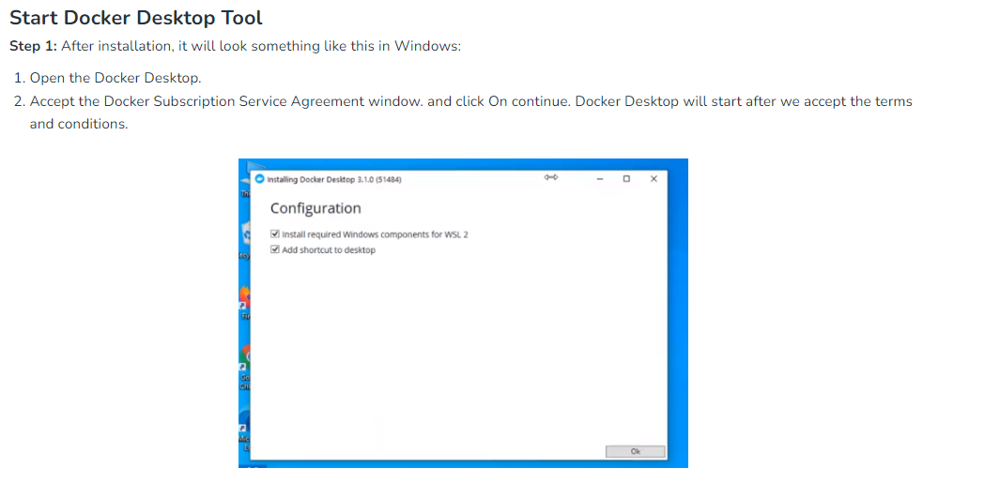 Start Docker Desktop Tool
Step 1: After installation, it will look something like this in Windows:
1. Open the Docker Desktop.
2. Accept the Docker Subscription Service Agreement window. and click On continue. Docker Desktop will start after we accept the terms
and conditions.
Installing Docker Desktop 3.1.0 (51484)
Configuration
Install required Windows components for WSL 2
Add shortcut to desktop
Ok